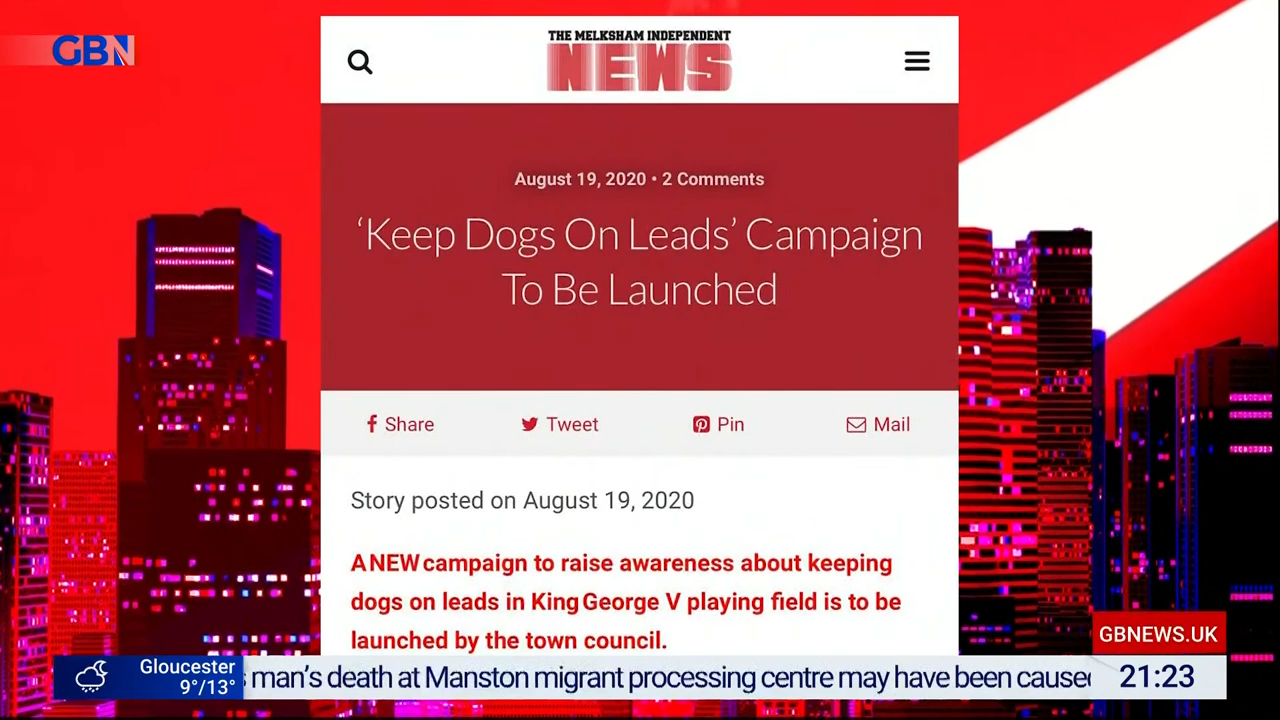 GBN
THE MELKSHAM INDEPENDENT
NEWS
August 19, 2020 • 2 Comments
‘Keep Dogs On Leads’ Campaign
To Be Launched
Share
Tweet
Pin
Mail
Story posted on August 19, 2020
A NEW campaign to raise awareness about keeping
dogs on leads in King George V playing field is to be
launched by the town council.
GBNEWS.UK
Gloucester
9°/13°
man’s death at Manston migrant processing centre may have been caused
21:23